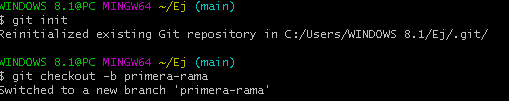 WINDOWS 8.1@PC MINGW64 ~/Ej (main)
$ git init
Reinitialized existing Git repository in C:/Users/WINDOWS 8.1/Ej/.git/
WINDOWS 8.1@PC MINGW64 ~/Ej (main)
$ git checkout -b primera-rama
Switched to a new branch 'primera-rama'